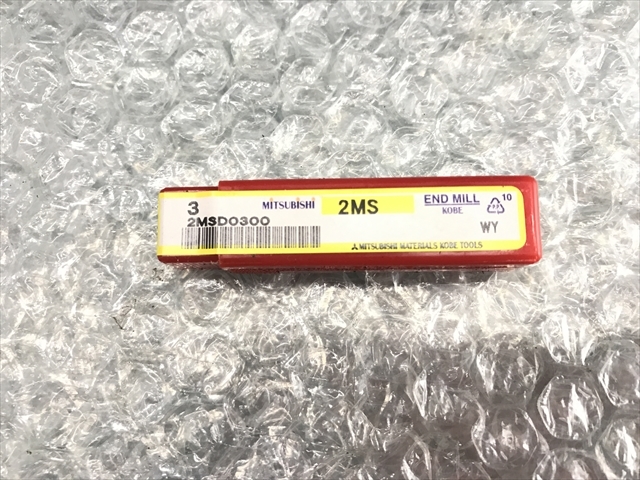 3
2MSD0300
MITSUBISHI
2MS
END MILL
KOBE
10
WY
MITSUBISHI MATERIALS KOBE TOOLS